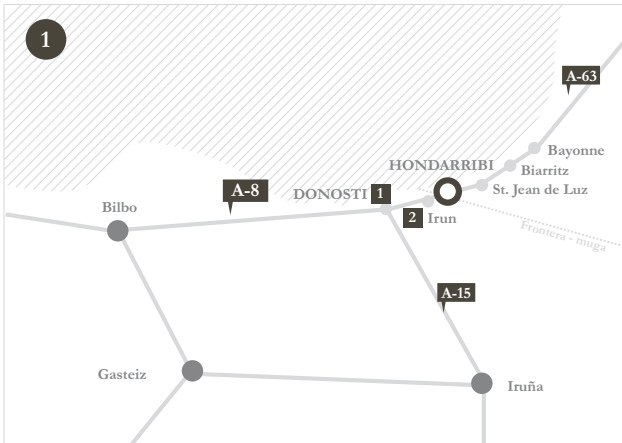 1
A-63
Bayonne
HONDARRIBI
Biarritz
A-8
DONOSTI 1
St. Jean de Luz
Bilbo
2 Irun
Frontera - muga
A-15
Gasteiz
Iruña